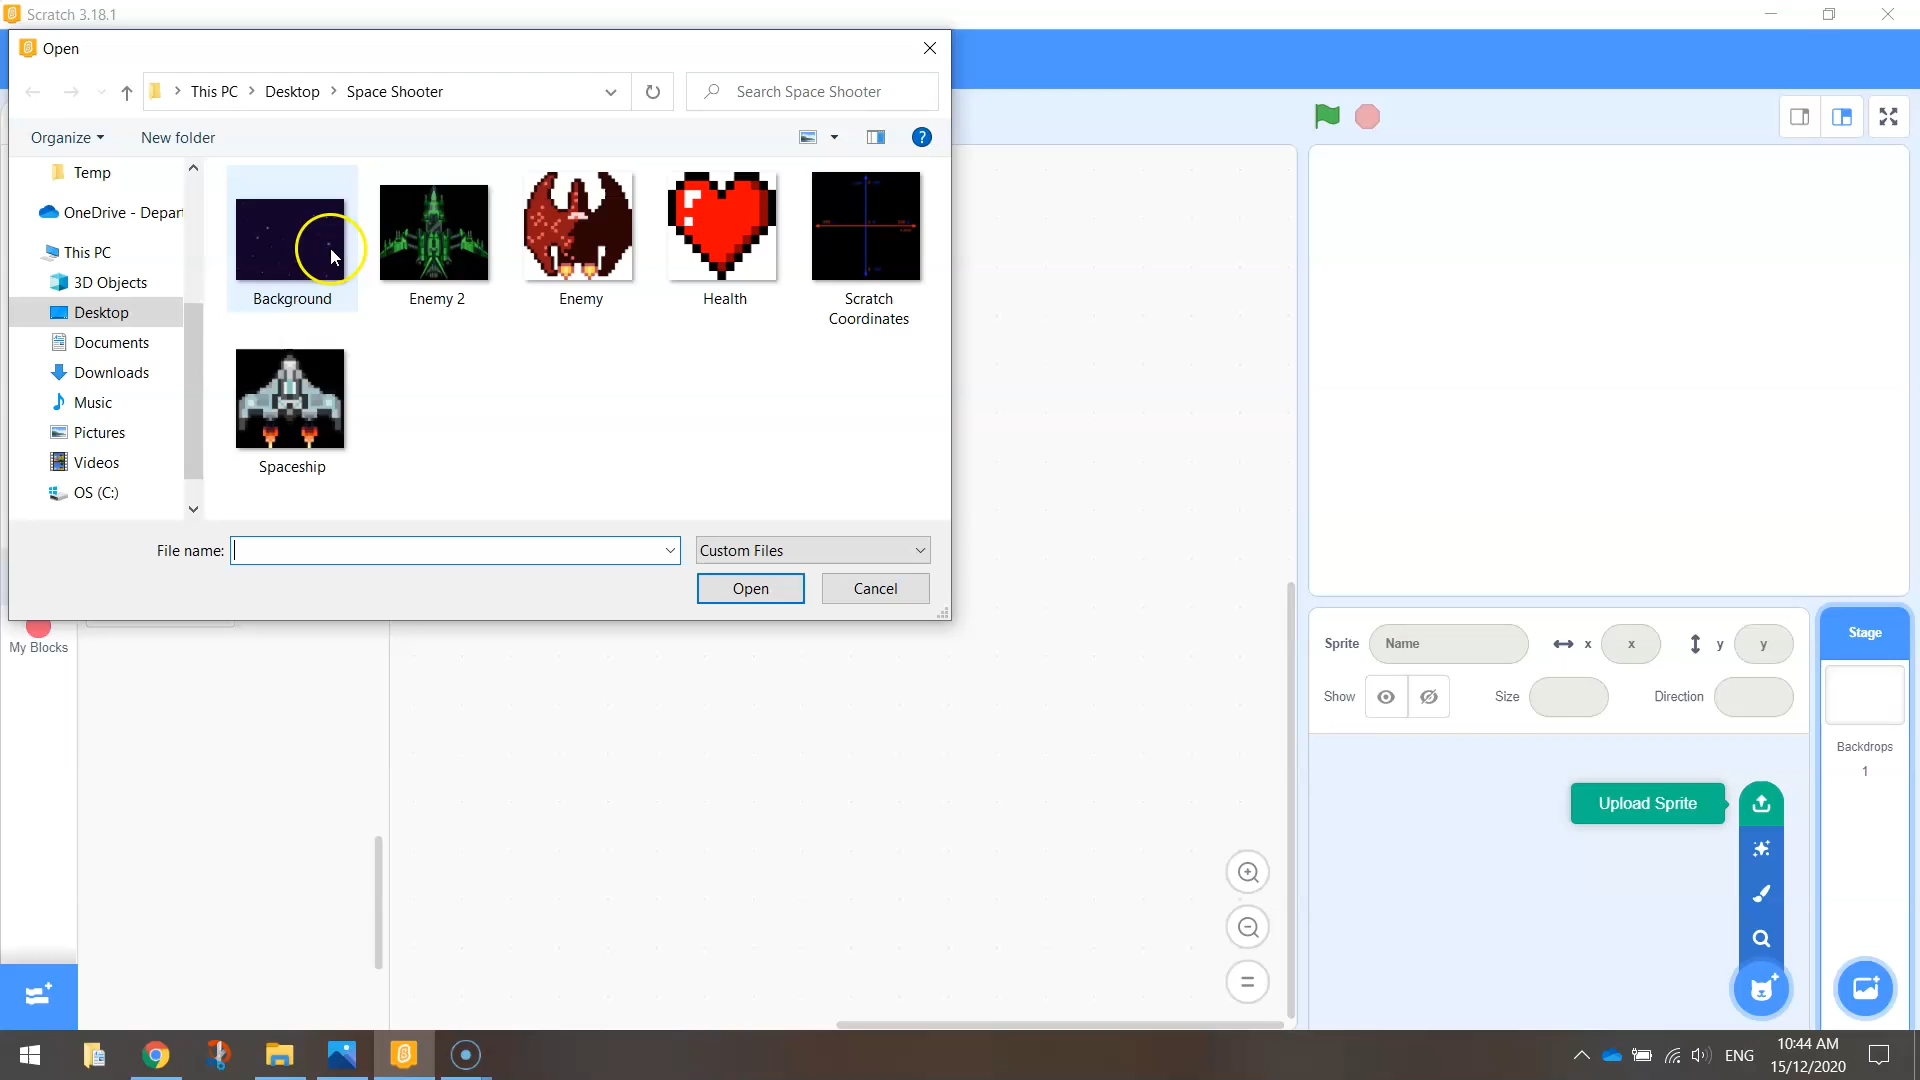 Scratch 3.18.1
Open
This PC
Desktop
Space Shooter
Search Space Shooter
Organize
New folder
Temp
OneDrive - Depar
This PC
3D Objects
Desktop
Documents
Downloads
Music
Pictures
Videos
OS (C:)
Background
Enemy 2
Enemy
Health
Scratch
Coordinates
Spaceship
File name:
Custom Files
Open
Cancel
My Blocks
Sprite
Name
x
x
y
y
Show
Size
Direction
Stage
Backdrops
1
Upload Sprite
ENG
10:44 AM
15/12/2020